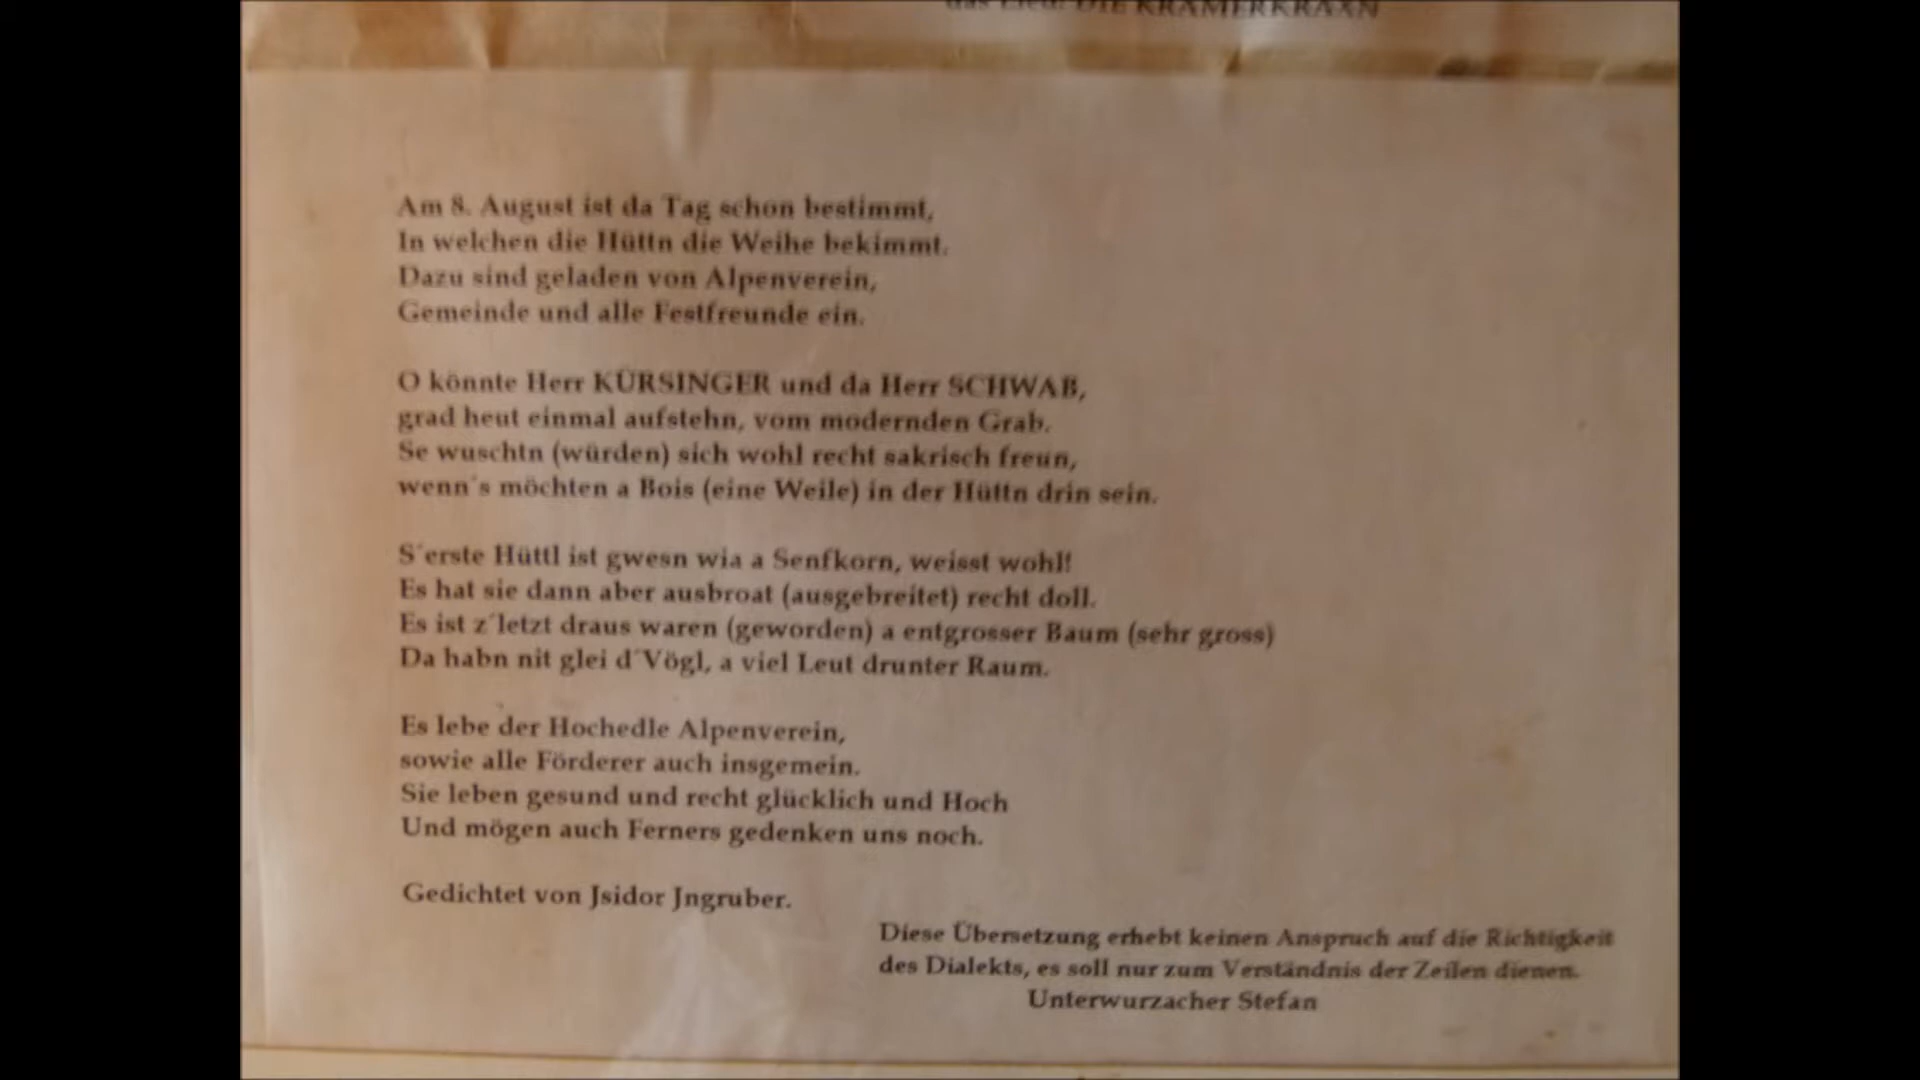 das Lied: DIE KRAMERKRAXN
Am 8. August ist da Tag schon bestimmt,
In welchen die Hüttn die Weihe bekimmt.
Dazu sind geladen von Alpenverein,
Gemeinde und alle Festfreunde ein.
O könnte Herr KÜRSINGER und da Herr SCHWAB,
grad heut einmal aufstehn, vom modernden Grab.
Se wuschtn (würden) sich wohl recht sakrisch freun,
wenn´s möchten a Bois (eine Weile) in der Hüttn drin sein.
S´erste Hüttl ist gwesn wia a Senfkorn, weisst wohl!
Es hat sie dann aber ausbroat (ausgebreitet) recht doll.
Es ist z´letzt draus waren (geworden) a entgrosser Baum (sehr gross)
Da habn nit glei d´Vögl, a viel Leut drunter Raum.
Es lebe der Hochedle Alpenverein,
sowie alle Förderer auch insgemein.
Sie leben gesund und recht glücklich und Hoch
Und mögen auch Ferners gedenken uns noch.
Gedichtet von Jsidor Jngruber.
Diese Übersetzung erhebt keinen Anspruch auf die Richtigkeit
des Dialekts, es soll nur zum Verständnis der Zeilen dienen.
Unterwurzacher Stefan